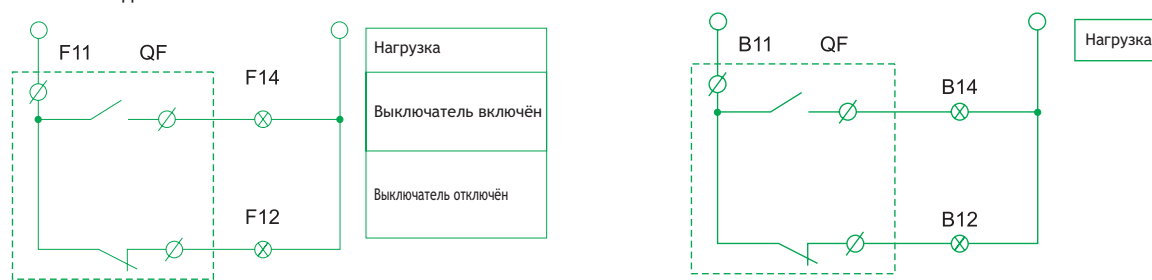 F11
QF
F14
F12
Нагрузка
Выключатель включён
Выключатель отключён
B11
QF
B14
B12
Нагрузка